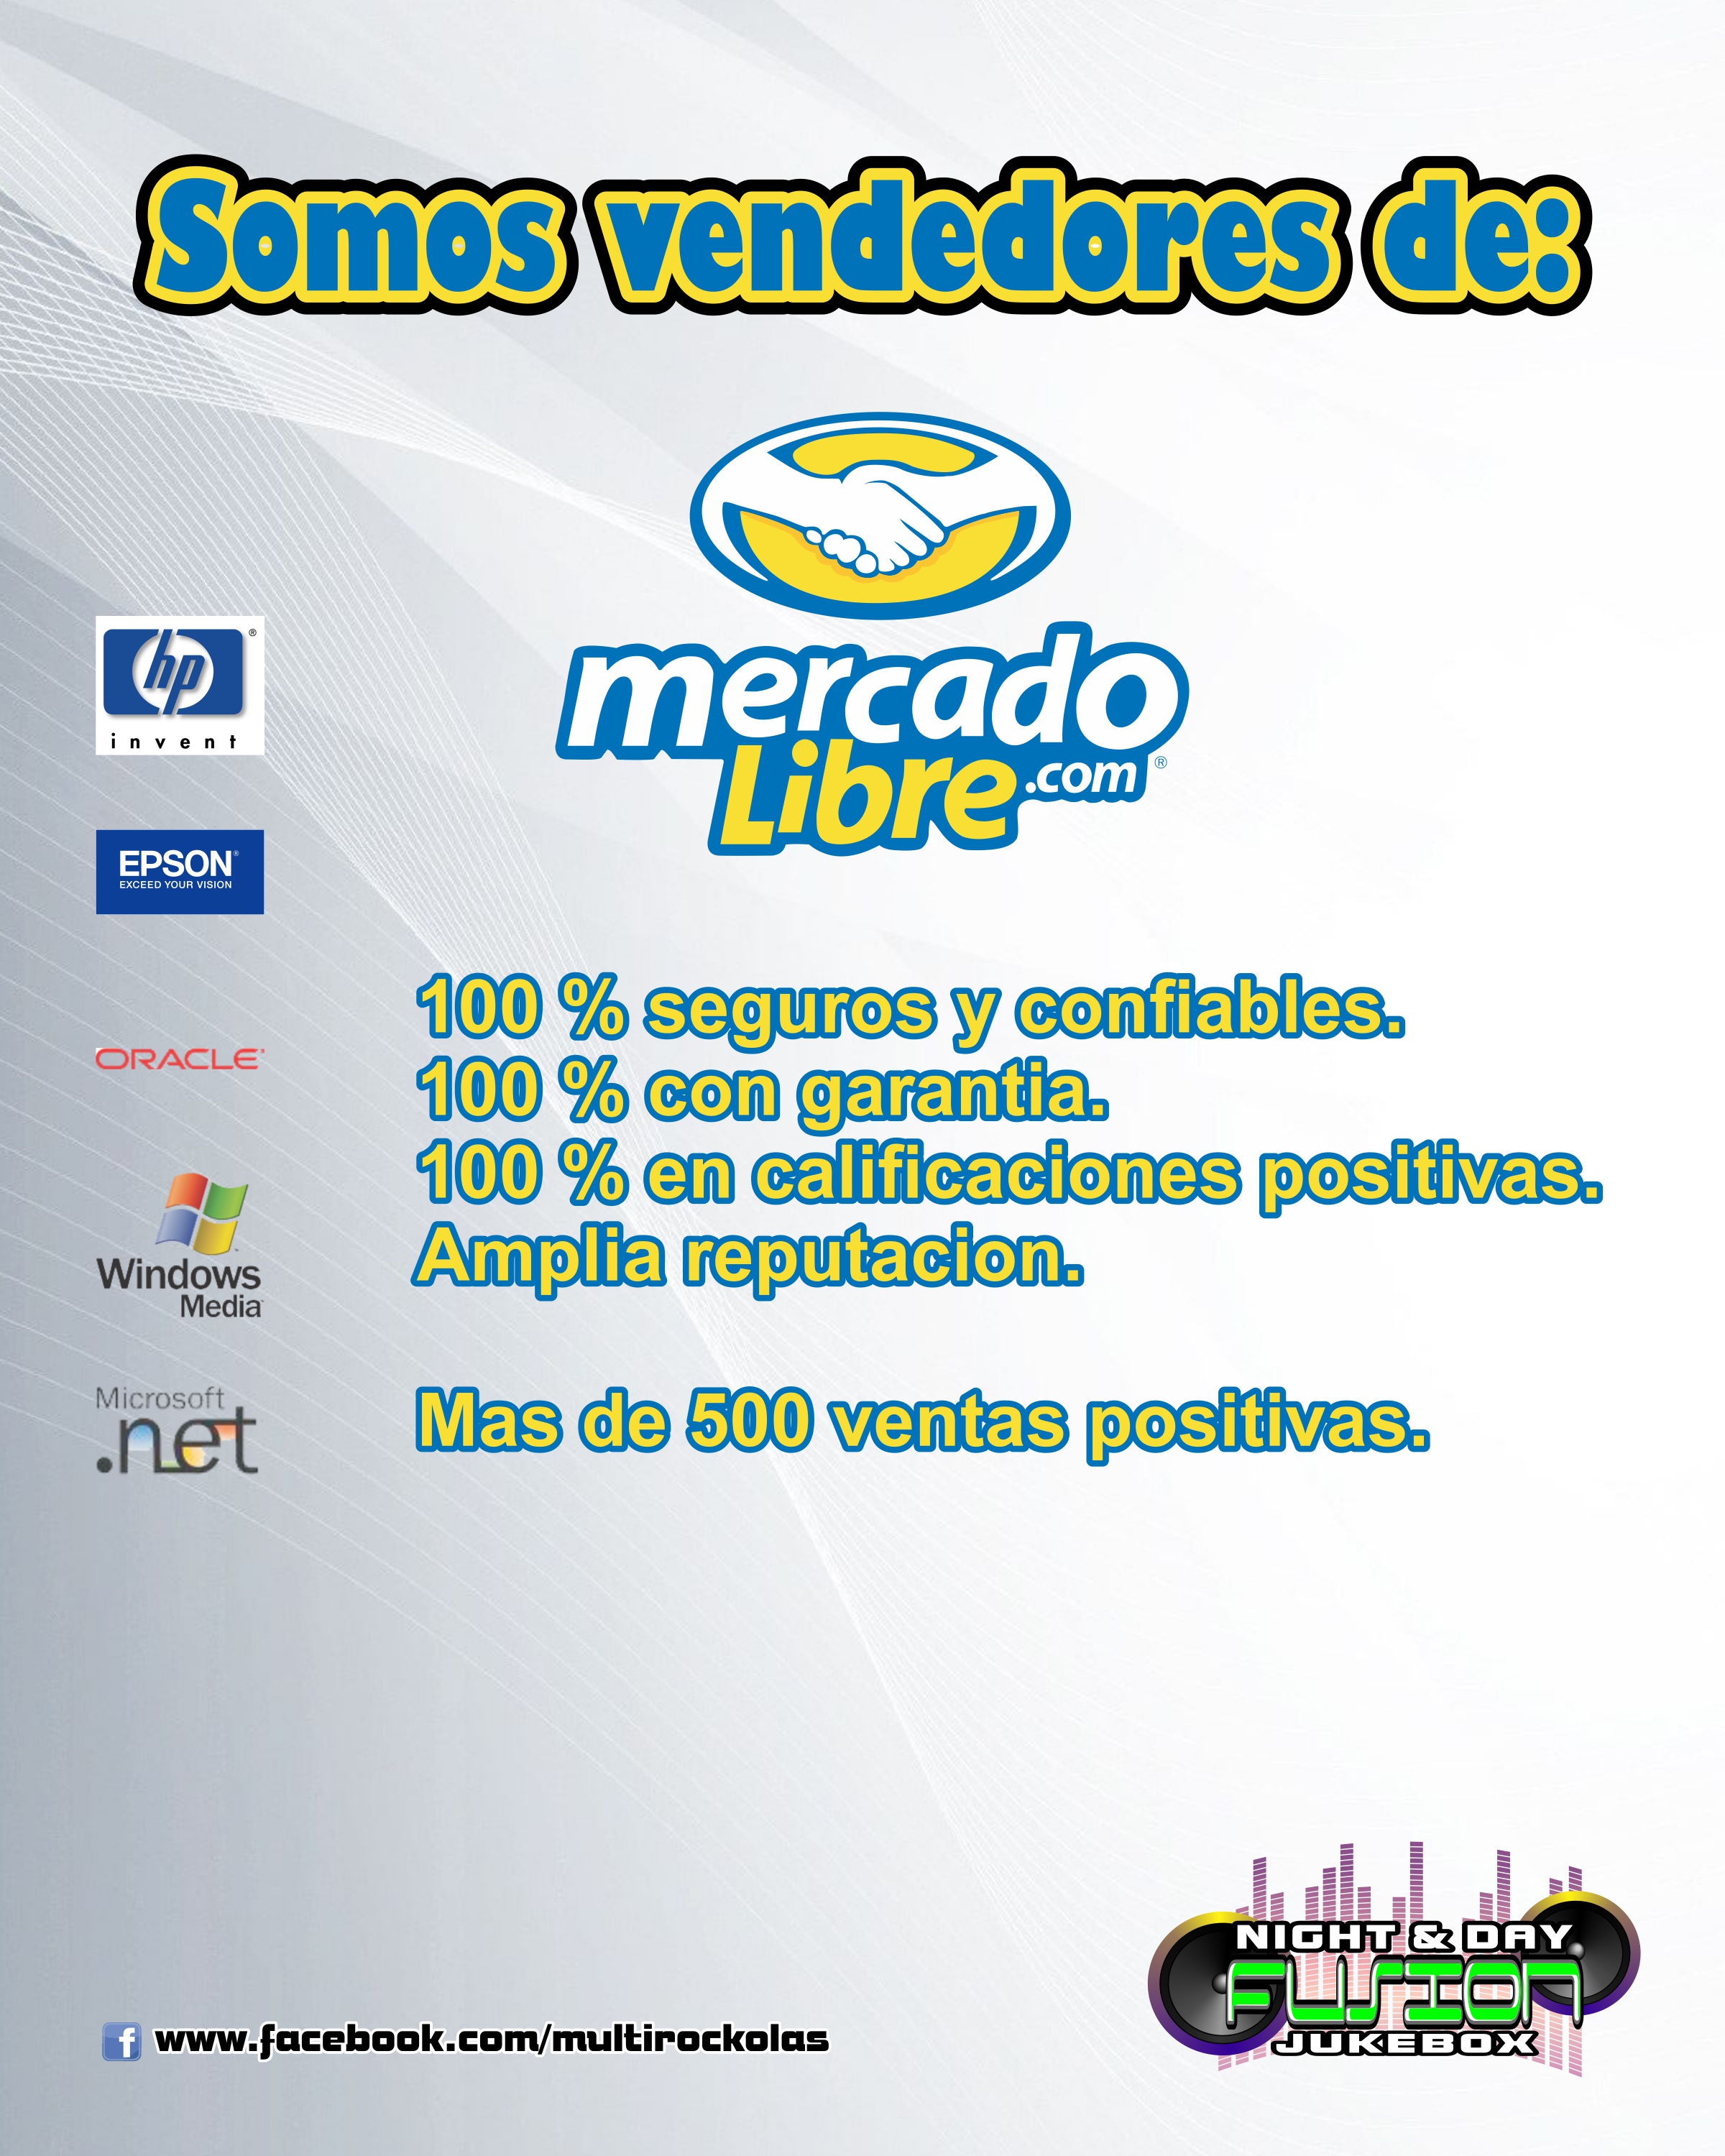 Somos vendedores de:
mercado
Libre.com®
hp®
invent
EPSON®
EXCEED YOUR VISION
ORACLE®
Windows
Media
Microsoft
.net
100 % seguros y confiables.
100 % con garantia.
100 % en calificaciones positivas.
Amplia reputacion.
Mas de 500 ventas positivas.
f www.facebook.com/multirockolas
NIGHT & DAY
FUSION
JUKEBOX